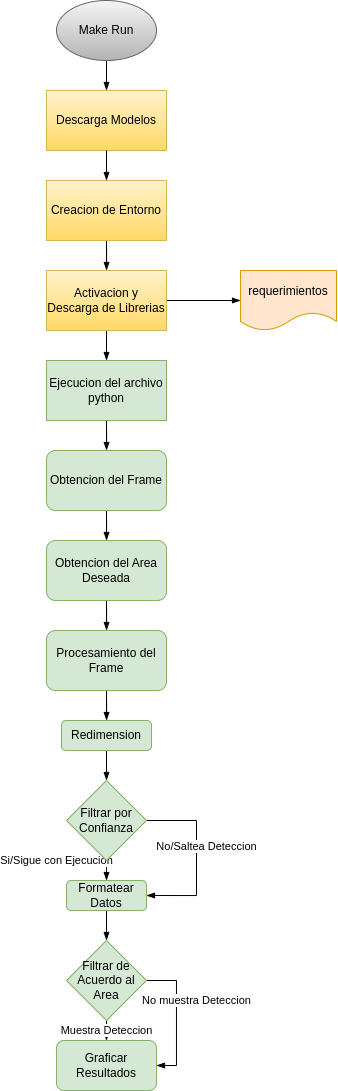 Make Run
Descarga Modelos
Creacion de Entorno
Activacion y
Descarga de Librerias
requerimientos
Ejecucion del archivo
python
Obtencion del Frame
Obtencion del Area
Deseada
Procesamiento del
Frame
Redimension
Filtrar por
Confianza
No/Saltea Deteccion
Si/Sigue con Ejecucion
Formatear
Datos
Filtrar de
Acuerdo al
Area
No muestra Deteccion
Muestra Deteccion
Graficar
Resultados